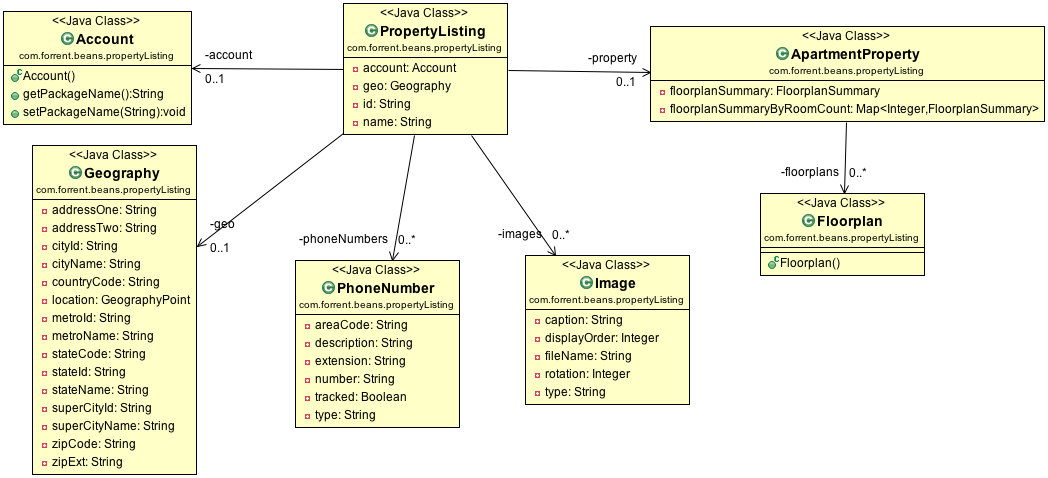 <<Java Class>>
Account
com.forrent.beans.propertyListing
Account()
getPackageName():String
setPackageName(String):void
-account
0..1
<<Java Class>>
PropertyListing
com.forrent.beans.propertyListing
account: Account
geo: Geography
id: String
name: String
-property
0..1
<<Java Class>>
ApartmentProperty
com.forrent.beans.propertyListing
floorplanSummary: FloorplanSummary
floorplanSummaryByRoomCount: Map<Integer,FloorplanSummary>
<<Java Class>>
Geography
com.forrent.beans.propertyListing
addressOne: String
addressTwo: String
cityId: String
cityName: String
countryCode: String
location: GeographyPoint
metroId: String
metroName: String
stateCode: String
stateId: String
stateName: String
superCityId: String
superCityName: String
zipCode: String
zipExt: String
-geo
0..1
-phoneNumbers
0..*
<<Java Class>>
PhoneNumber
com.forrent.beans.propertyListing
areaCode: String
description: String
extension: String
number: String
tracked: Boolean
type: String
-images
0..*
<<Java Class>>
Image
com.forrent.beans.propertyListing
caption: String
displayOrder: Integer
fileName: String
rotation: Integer
type: String
-floorplans
0..*
<<Java Class>>
Floorplan
com.forrent.beans.propertyListing
Floorplan()